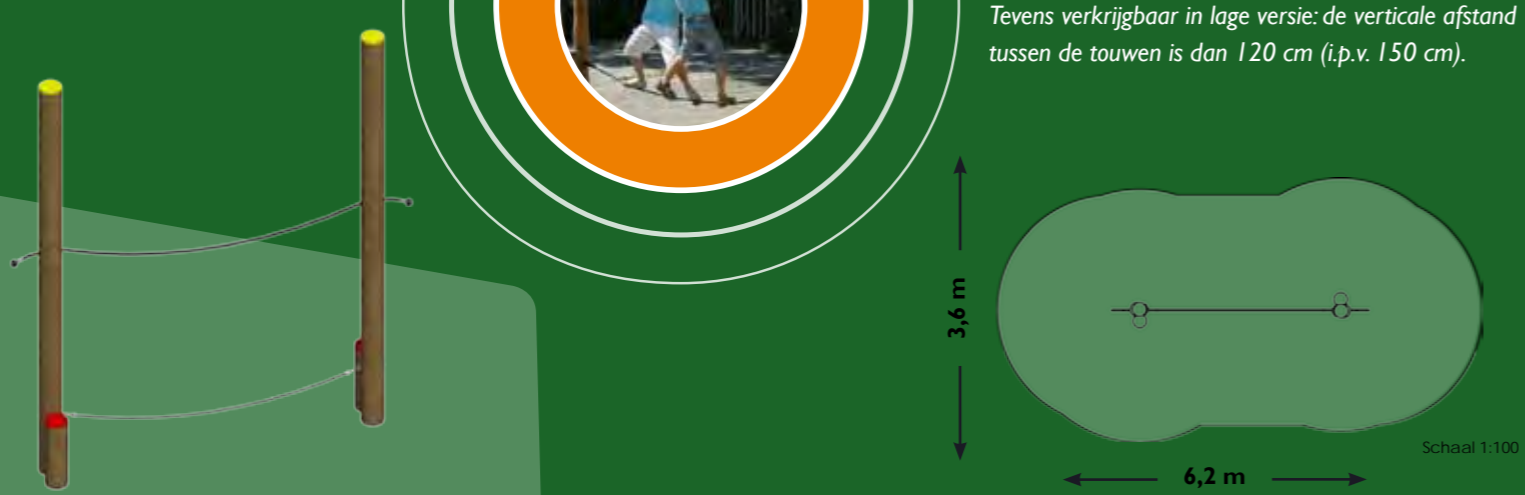 Tevens verkrijgbaar in lage versie: de verticale afstand
tussen de touwen is dan 120 cm (i.p.v. 150 cm).
3,6 m
Schaal 1:100
6,2 m